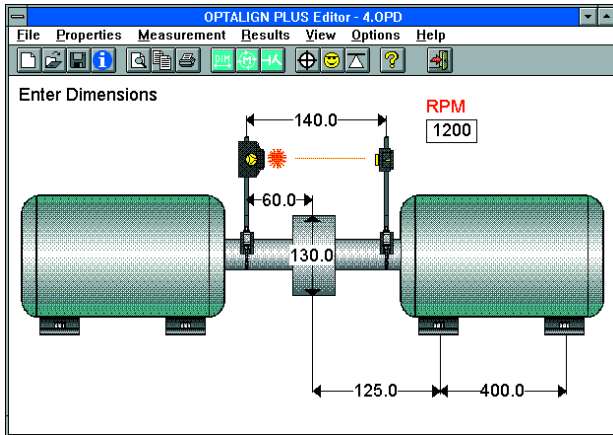 OPTALIGN PLUS Editor - 4.OPD
File Properties Measurement Results View Options Help
DIM M
Enter Dimensions
140.0
RPM
1200
60.0
130.0
125.0
400.0